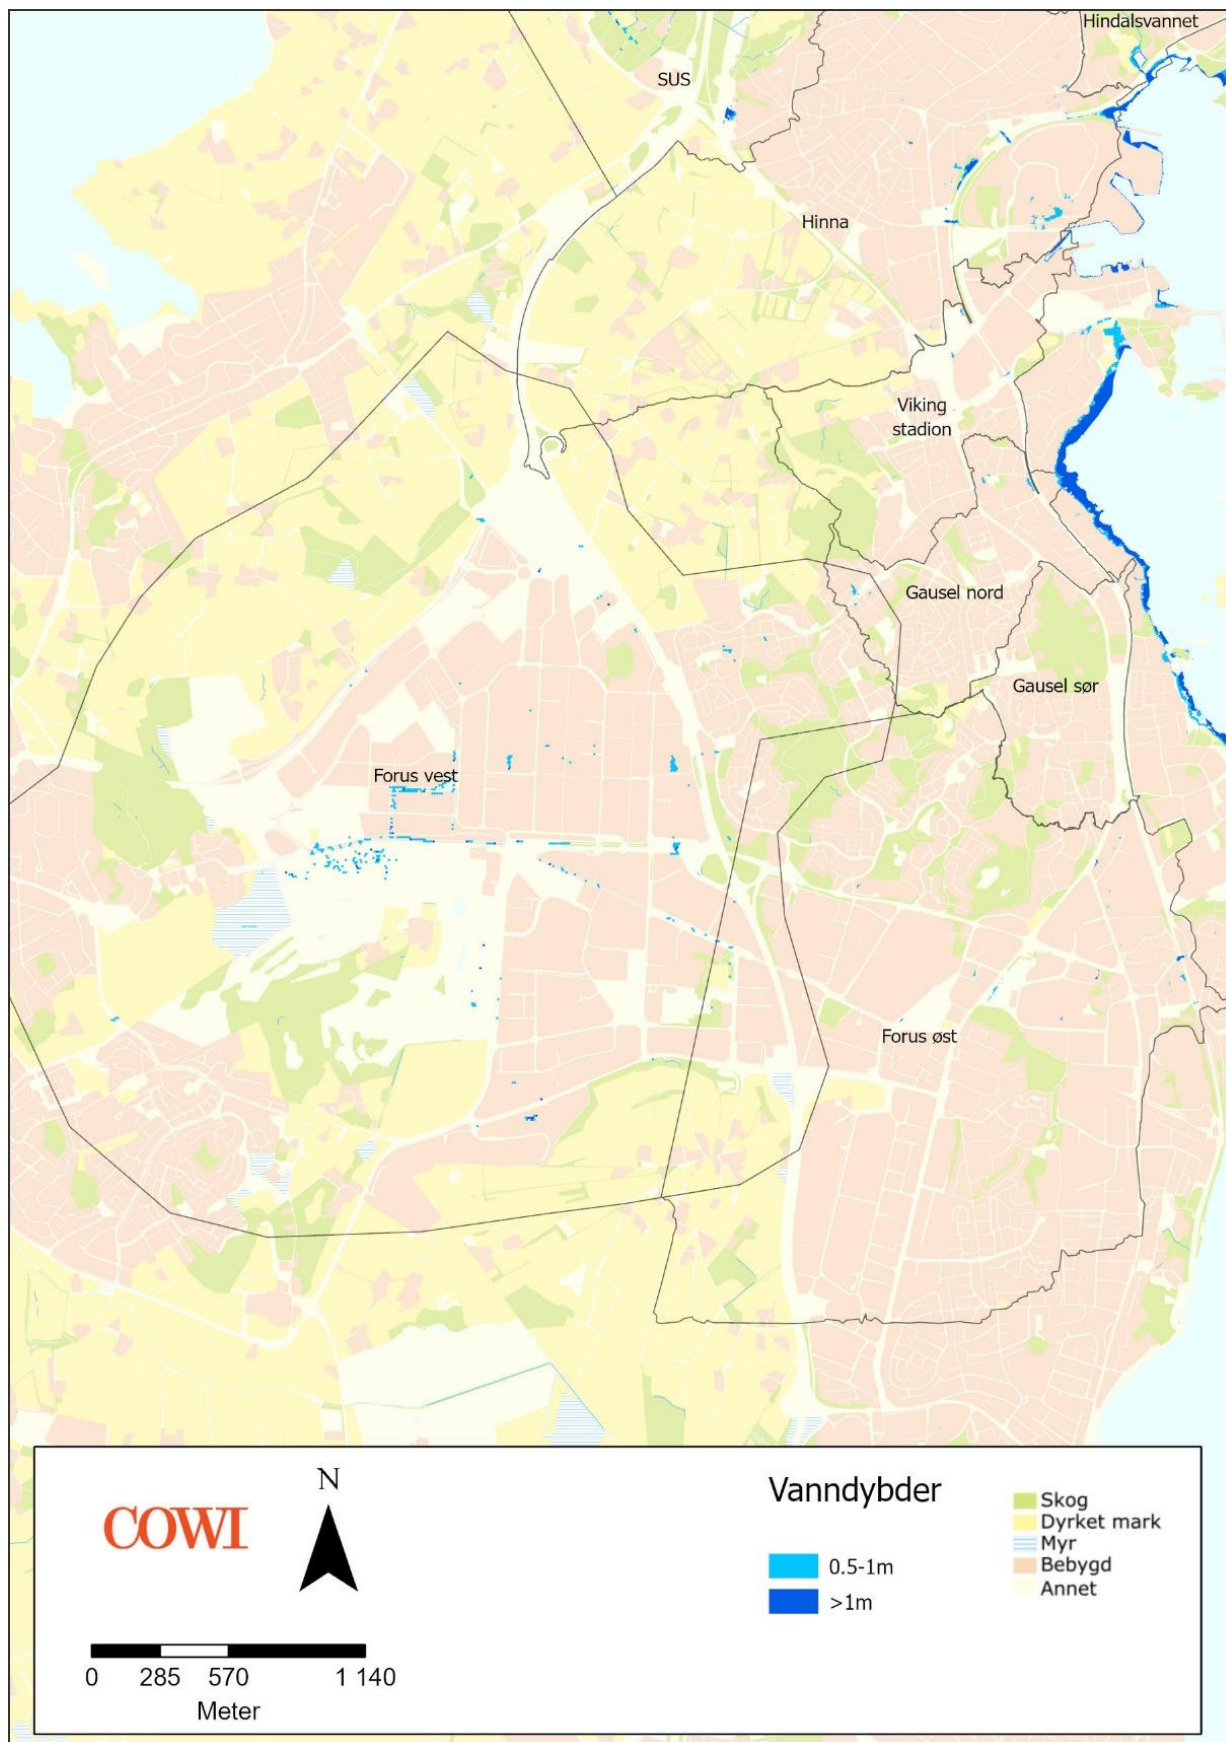 Hindalsvannet
SUS
Hinna
Viking
stadion
Gausel nord
Gausel sør
Forus vest
Forus øst
COWI
N
0 285 570 1 140
Meter
Vanndybder
0.5-1m
>1m
Skog
Dyrket mark
Myr
Bebygd
Annet